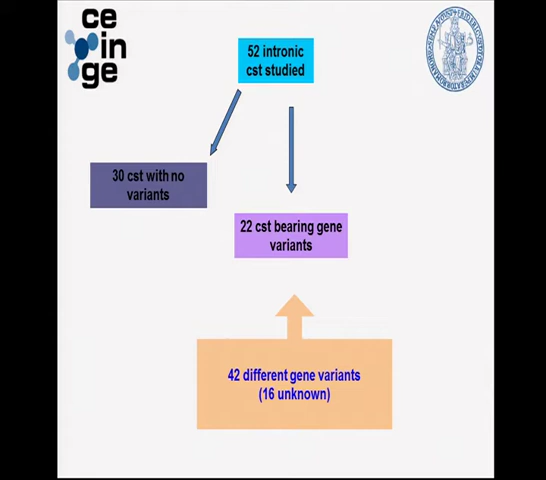 ce
in
ge
52 intronic
cst studied
30 cst with no
variants
22 cst bearing gene
variants
42 different gene variants
(16 unknown)